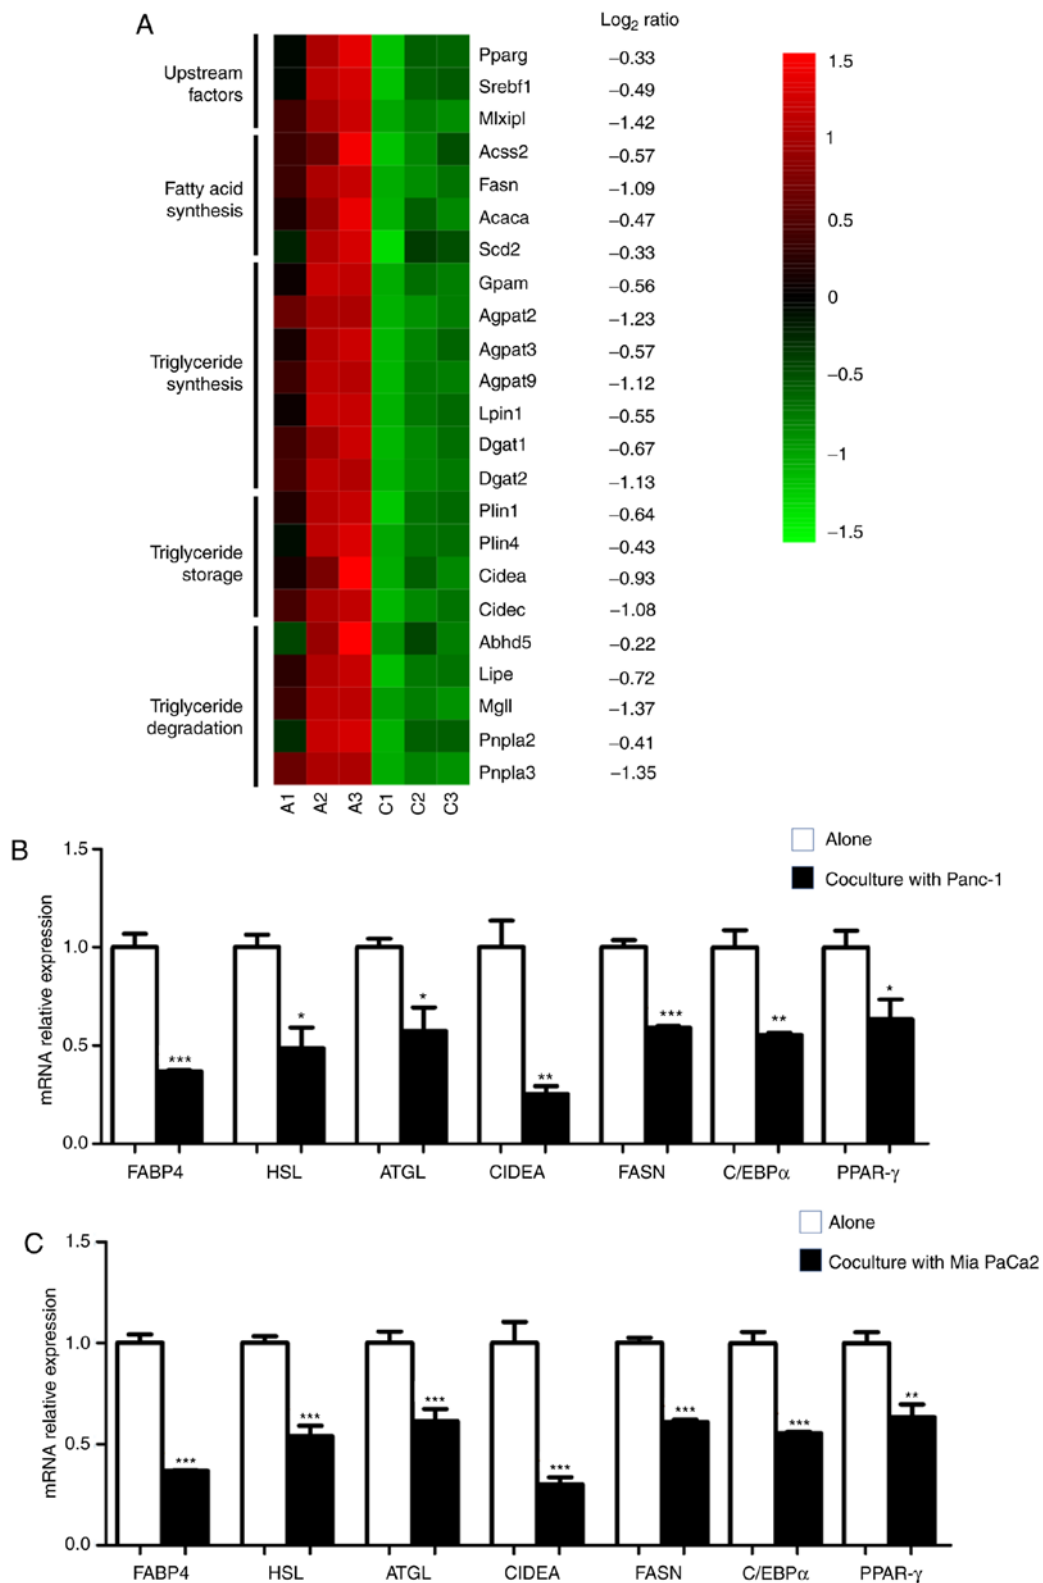 A
Log2 ratio
Upstream
factors
Pparg −0.33
Srebf1 −0.49
Mlxipl −1.42
Fatty acid
synthesis
Acss2 −0.57
Fasn −1.09
Acaca −0.47
Scd2 −0.33
Triglyceride
synthesis
Gpam −0.56
Agpat2 −1.23
Agpat3 −0.57
Agpat9 −1.12
Lpin1 −0.55
Dgat1 −0.67
Dgat2 −1.13
Triglyceride
storage
Plin1 −0.64
Plin4 −0.43
Cidea −0.93
Cidec −1.08
Triglyceride
degradation
Abhd5 −0.22
Lipe −0.72
Mgll −1.37
Pnpla2 −0.41
Pnpla3 −1.35
A1 A2 A3 C1 C2 C3
1.5
1
0.5
0
−0.5
−1
−1.5
B
Alone
Coculture with Panc-1
mRNA relative expression
1.5
1.0
0.5
0.0
*** * * ** *** ** *
FABP4 HSL ATGL CIDEA FASN C/EBPα PPAR-γ
C
Alone
Coculture with Mia PaCa2
mRNA relative expression
1.5
1.0
0.5
0.0
*** *** *** *** *** *** **
FABP4 HSL ATGL CIDEA FASN C/EBPα PPAR-γ